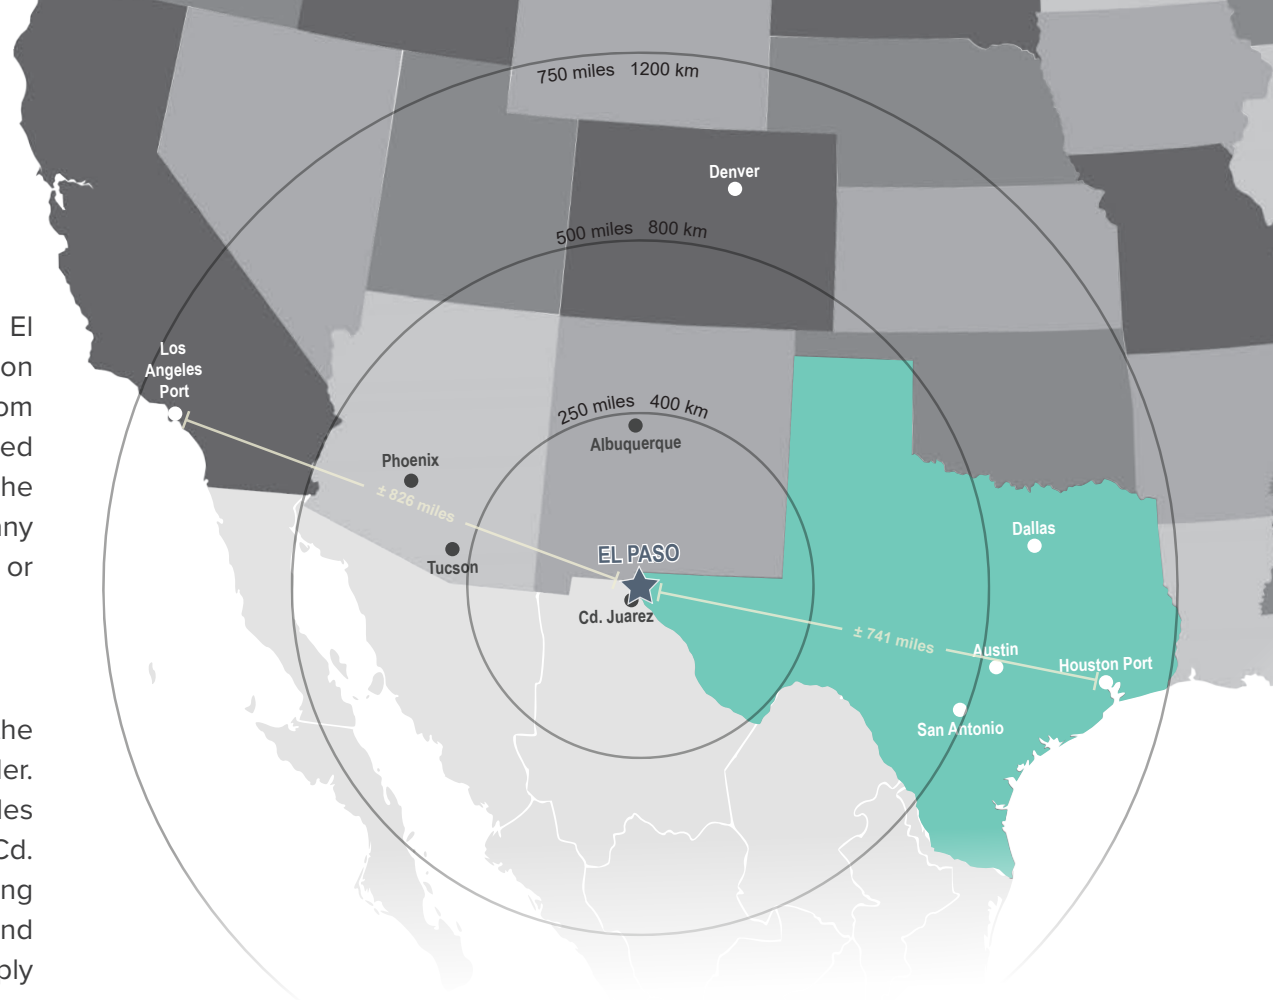 750 miles 1200 km
Denver
500 miles 800 km
El
on
Los
Angeles
Port
om
ed
he
any
or
250 miles 400 km
Albuquerque
Phoenix
± 826 miles
Dallas
EL PASO
Tucson
Cd. Juarez
± 741 miles
Austin
Houston Port
San Antonio
he
ler.
les
Cd.
ng
nd
ply